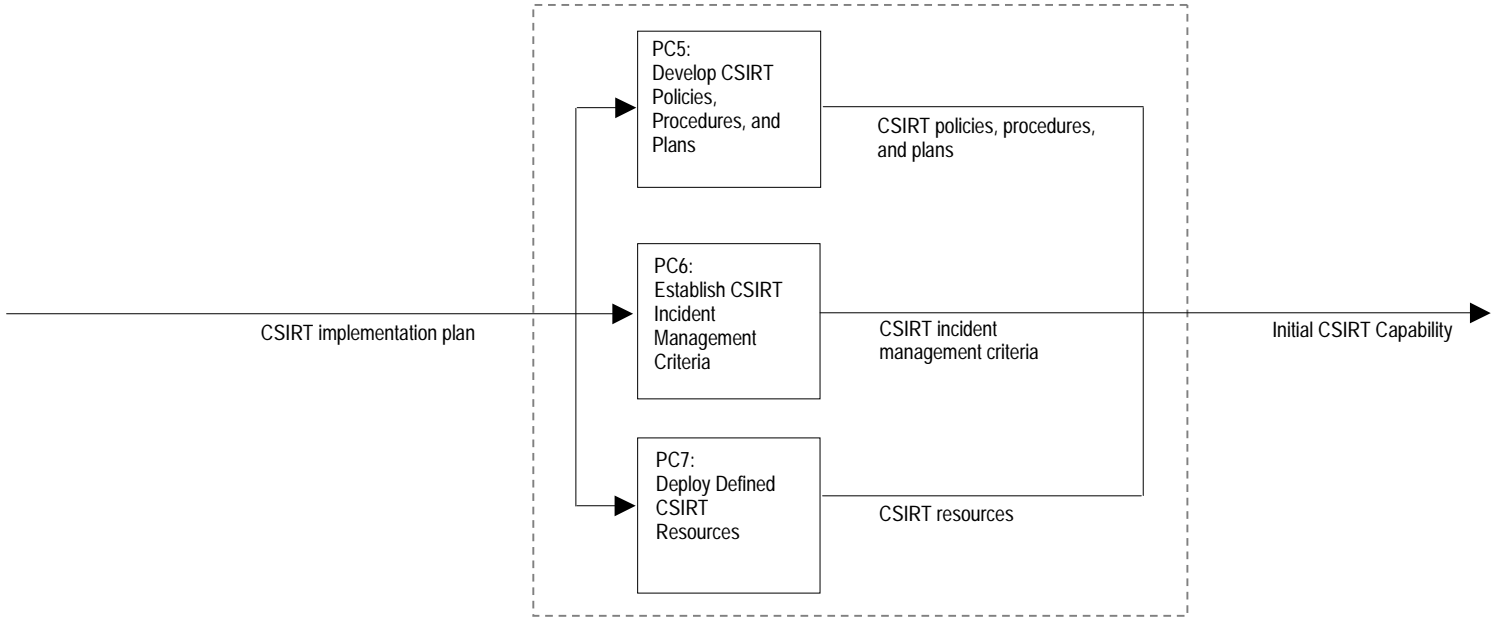 PC5:
Develop CSIRT
Policies,
Procedures, and
Plans
CSIRT policies, procedures,
and plans
CSIRT implementation plan
PC6:
Establish CSIRT
Incident
Management
Criteria
CSIRT incident
management criteria
Initial CSIRT Capability
PC7:
Deploy Defined
CSIRT
Resources
CSIRT resources